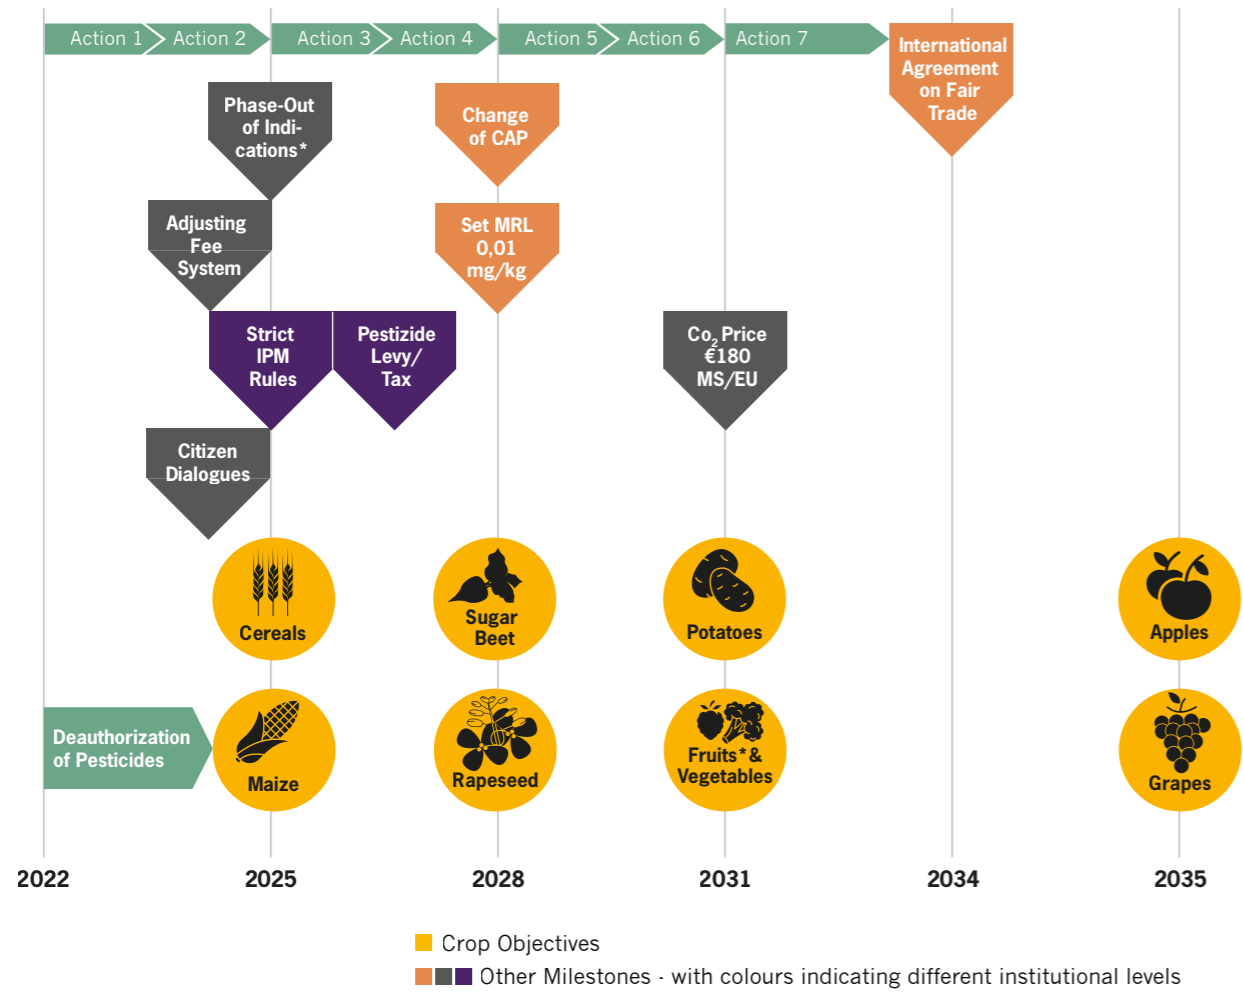 Action 1
Action 2
Action 3
Action 4
Action 5
Action 6
Action 7
International
Agreement
on Fair
Trade
Phase-Out
of Indi-
cations*
Change
of CAP
Adjusting
Fee
System
Set MRL
0,01
mg/kg
Strict
IPM
Rules
Pestizide
Levy/
Tax
Co2 Price
€180
MS/EU
Citizen
Dialogues
Cereals
Sugar
Beet
Potatoes
Apples
Deauthorization
of Pesticides
Maize
Rapeseed
Fruits*&
Vegetables
Grapes
2022
2025
2028
2031
2034
2035
Crop Objectives
Other Milestones - with colours indicating different institutional levels